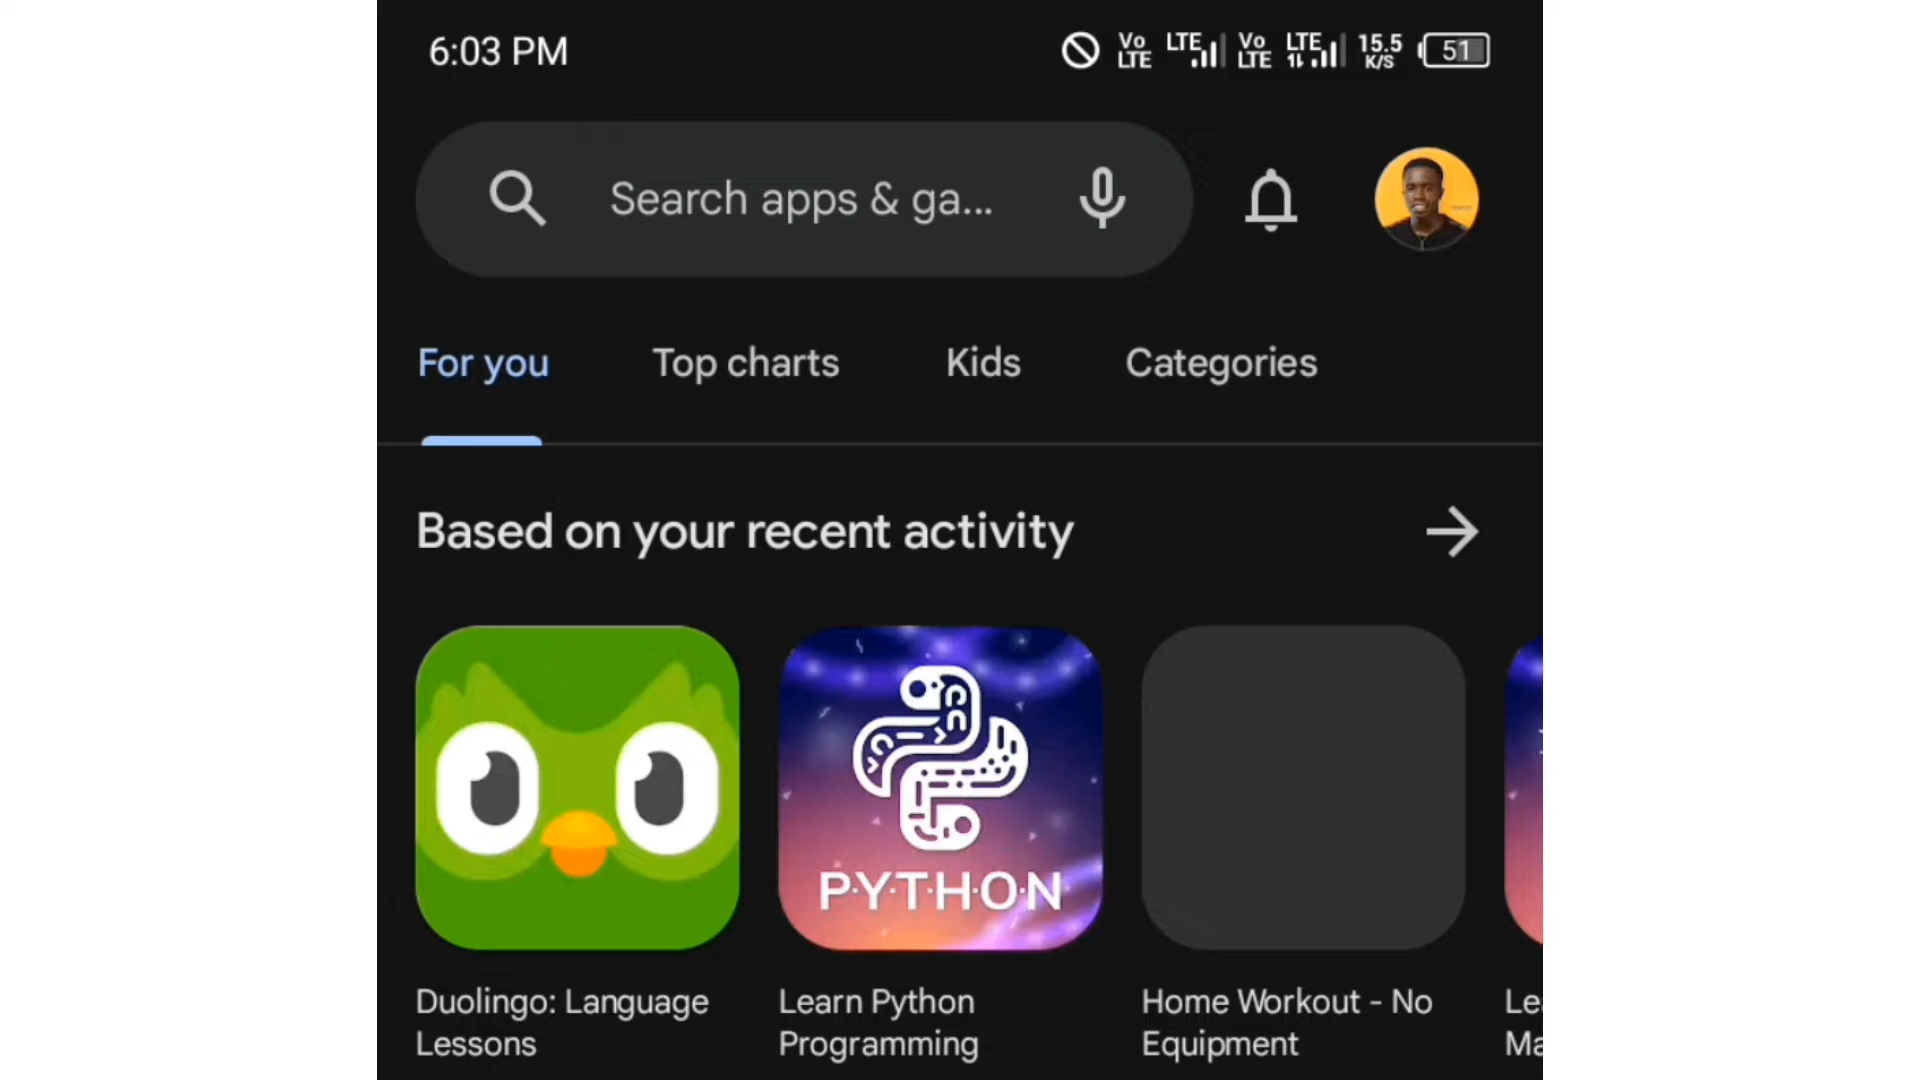 6:03 PM
Vo LTE LTE Vo LTE LTE 15.5 K/S 51
Search apps & ga...
For you Top charts Kids Categories
Based on your recent activity
P·Y·T·H·O·N
Duolingo: Language Lessons
Learn Python Programming
Home Workout - No Equipment